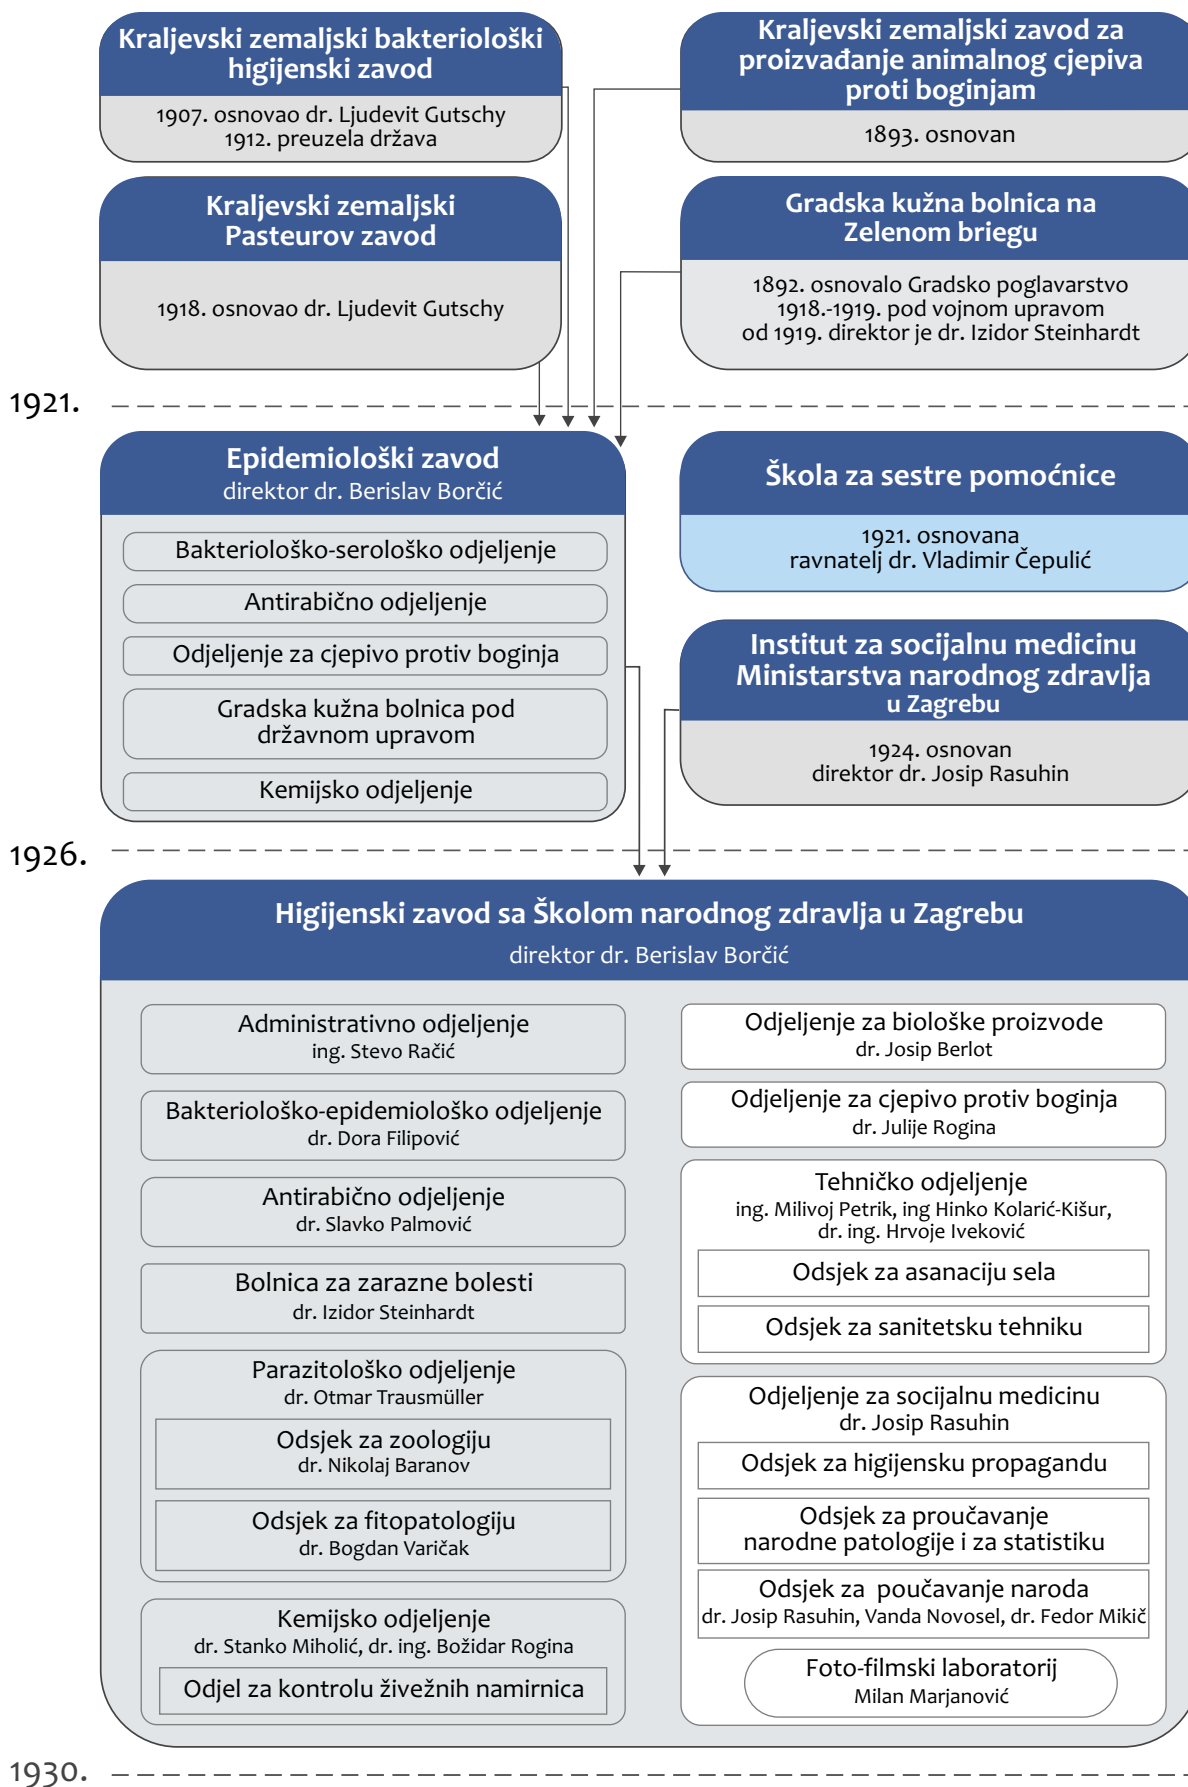 Kraljevski zemaljski bakteriološki
higijenski zavod
1907. osnovao dr. Ljudevit Gutschy
1912. preuzela država
Kraljevski zemaljski zavod za
proizvađanje animalnog cjepiva
proti boginjam
1893. osnovan
Kraljevski zemaljski
Pasteurov zavod
1918. osnovao dr. Ljudevit Gutschy
Gradska kužna bolnica na
Zelenom briegu
1892. osnovalo Gradsko poglavarstvo
1918.-1919. pod vojnom upravom
od 1919. direktor je dr. Izidor Steinhardt
1921.
Epidemiološki zavod
direktor dr. Berislav Borčić
Bakteriološko-serološko odjeljenje
Antirabično odjeljenje
Odjeljenje za cjepivo protiv boginja
Gradska kužna bolnica pod
državnom upravom
Kemijsko odjeljenje
Škola za sestre pomoćnice
1921. osnovana
ravnatelj dr. Vladimir Čepulić
Institut za socijalnu medicinu
Ministarstva narodnog zdravlja
u Zagrebu
1924. osnovan
direktor dr. Josip Rasuhin
1926.
Higijenski zavod sa Školom narodnog zdravlja u Zagrebu
direktor dr. Berislav Borčić
Administrativno odjeljenje
ing. Stevo Račić
Bakteriološko-epidemiološko odjeljenje
dr. Dora Filipović
Antirabično odjeljenje
dr. Slavko Palmović
Bolnica za zarazne bolesti
dr. Izidor Steinhardt
Parazitološko odjeljenje
dr. Otmar Trausmüller
Odsjek za zoologiju
dr. Nikolaj Baranov
Odsjek za fitopatologiju
dr. Bogdan Varičak
Kemijsko odjeljenje
dr. Stanko Miholić, dr. ing. Božidar Rogina
Odjel za kontrolu živežnih namirnica
Odjeljenje za biološke proizvode
dr. Josip Berlot
Odjeljenje za cjepivo protiv boginja
dr. Julije Rogina
Tehničko odjeljenje
ing. Milivoj Petrik, ing Hinko Kolarić-Kišur,
dr. ing. Hrvoje Iveković
Odsjek za asanaciju sela
Odsjek za sanitetsku tehniku
Odjeljenje za socijalnu medicinu
dr. Josip Rasuhin
Odsjek za higijensku propagandu
Odsjek za proučavanje
narodne patologije i za statistiku
Odsjek za  poučavanje naroda
dr. Josip Rasuhin, Vanda Novosel, dr. Fedor Mikič
Foto-filmski laboratorij
Milan Marjanović
1930.